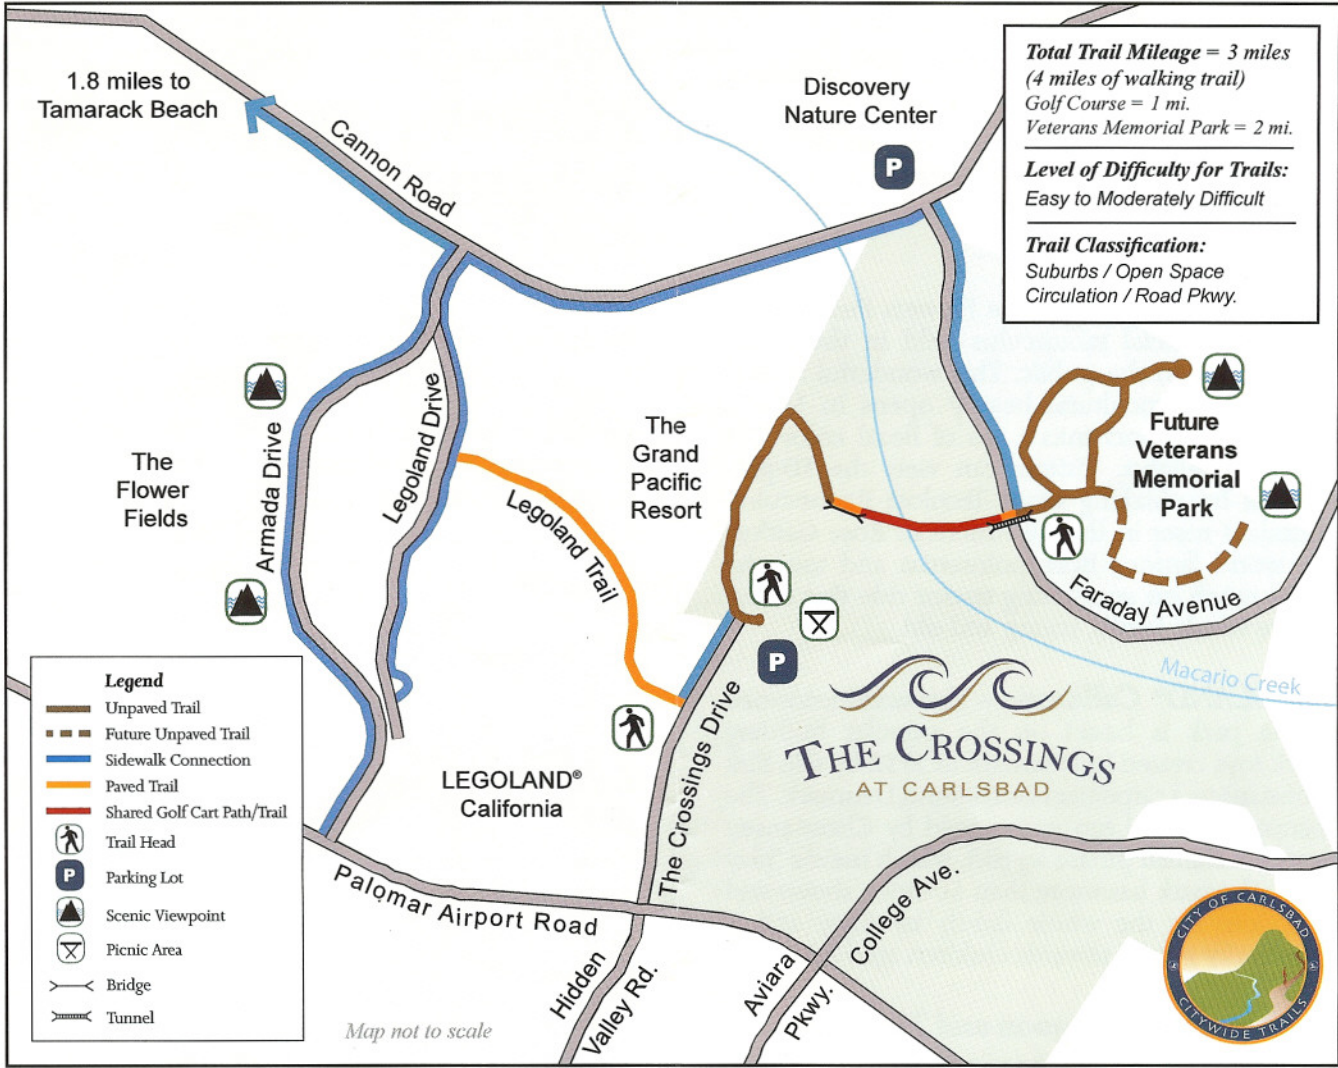 1.8 miles to
Tamarack Beach
Cannon Road
Discovery
Nature Center
P
Total Trail Mileage = 3 miles
(4 miles of walking trail)
Golf Course = 1 mi.
Veterans Memorial Park = 2 mi.
Level of Difficulty for Trails:
Easy to Moderately Difficult
Trail Classification:
Suburbs / Open Space
Circulation / Road Pkwy.
The
Flower
Fields
Armada Drive
Legoland Drive
Legoland Trail
The
Grand
Pacific
Resort
Future
Veterans
Memorial
Park
Faraday Avenue
Macario Creek
P
The Crossings Drive
THE CROSSINGS
AT CARLSBAD
LEGOLAND®
California
Legend
Unpaved Trail
Future Unpaved Trail
Sidewalk Connection
Paved Trail
Shared Golf Cart Path/Trail
Trail Head
P
Parking Lot
Scenic Viewpoint
Picnic Area
Bridge
Tunnel
Palomar Airport Road
Hidden
Valley Rd.
Aviara
Pkwy.
College Ave.
Map not to scale
CITY OF CARLSBAD
CITYWIDE TRAILS